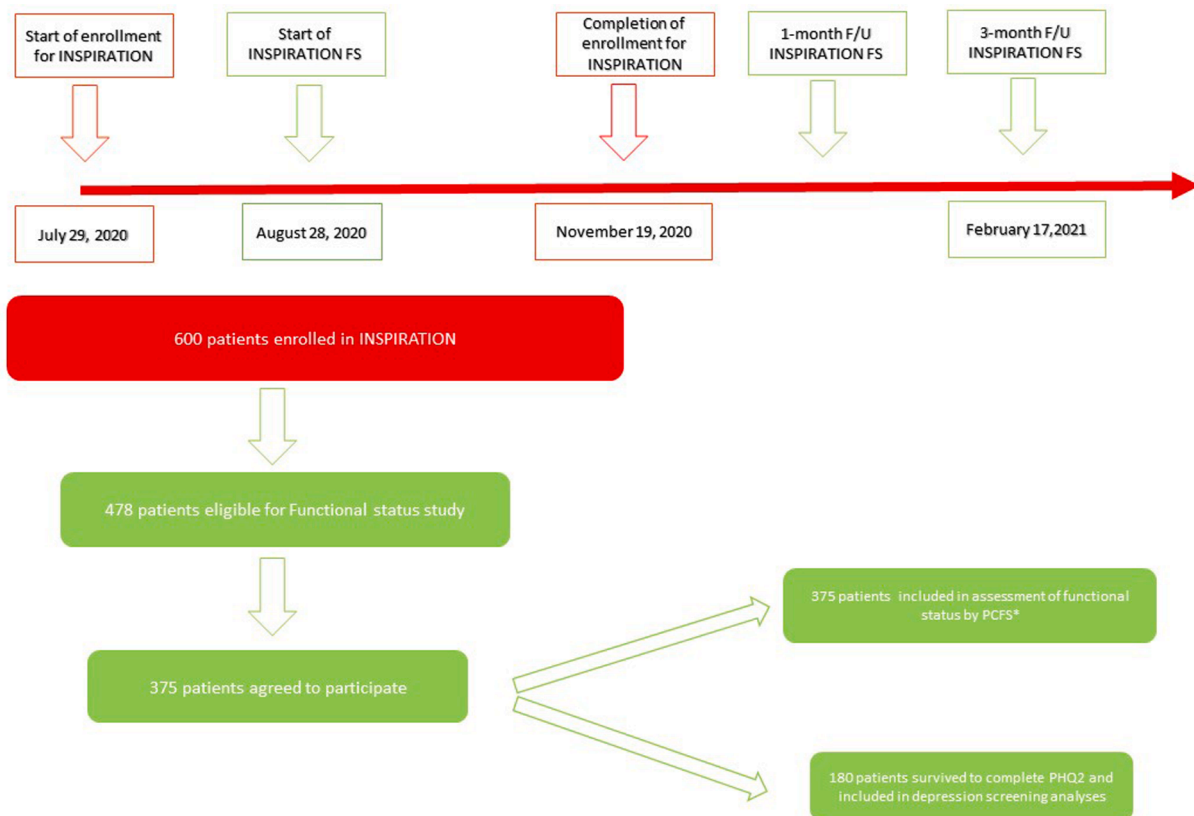 Start of enrollment
for INSPIRATION
Start of
INSPIRATION FS
Completion of
enrollment for
INSPIRATION
1-month F/U
INSPIRATION FS
3-month F/U
INSPIRATION FS
July 29, 2020
August 28, 2020
November 19, 2020
February 17,2021
600 patients enrolled in INSPIRATION
478 patients eligible for Functional status study
375 patients agreed to participate
375 patients included in assessment of functional
status by PCFS*
180 patients survived to complete PHQ2 and
included in depression screening analyses